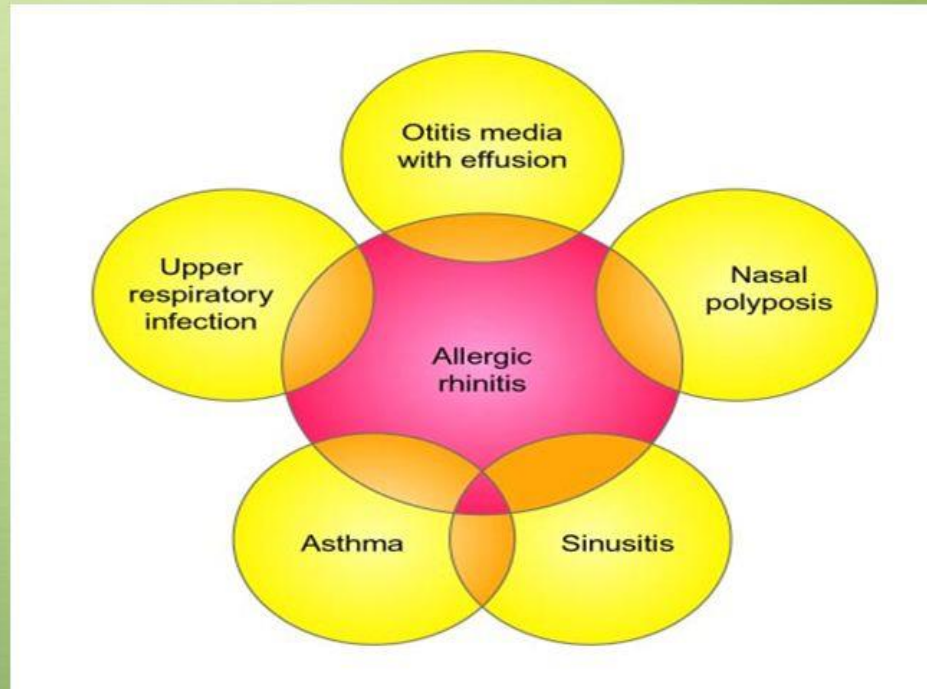 Otitis media
with effusion
Upper
respiratory
infection
Nasal
polyposis
Allergic
rhinitis
Asthma
Sinusitis